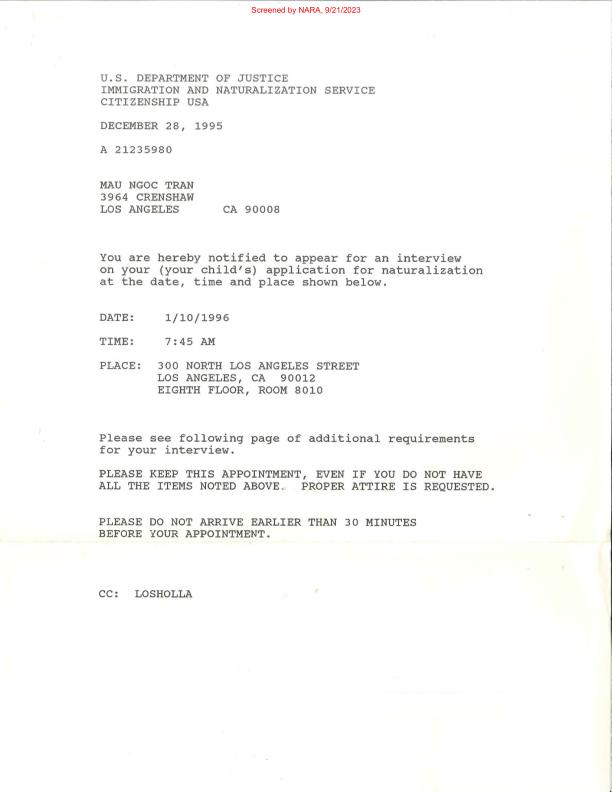 Screened by NARA, 9/21/2023
U.S. DEPARTMENT OF JUSTICE
IMMIGRATION AND NATURALIZATION SERVICE
CITIZENSHIP USA
DECEMBER 28, 1995
A 21235980
MAU NGOC TRAN
3964 CRENSHAW
LOS ANGELES CA 90008
You are hereby notified to appear for an interview
on your (your child's) application for naturalization
at the date, time and place shown below.
DATE: 1/10/1996
TIME: 7:45 AM
PLACE: 300 NORTH LOS ANGELES STREET
LOS ANGELES, CA 90012
EIGHTH FLOOR, ROOM 8010
Please see following page of additional requirements
for your interview.
PLEASE KEEP THIS APPOINTMENT, EVEN IF YOU DO NOT HAVE
ALL THE ITEMS NOTED ABOVE. PROPER ATTIRE IS REQUESTED.
PLEASE DO NOT ARRIVE EARLIER THAN 30 MINUTES
BEFORE YOUR APPOINTMENT.
CC: LOSHOLLA